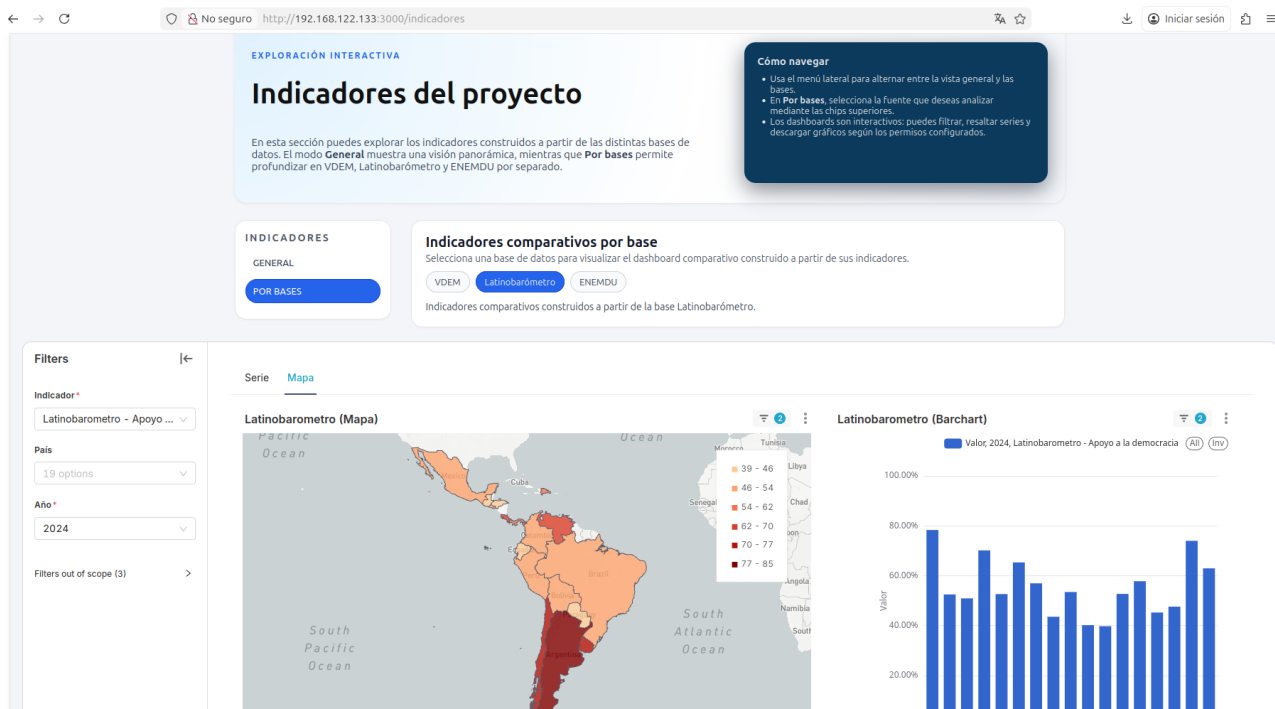 No seguro
http://192.168.122.133:3000/indicadores
Iniciar sesión
EXPLORACIÓN INTERACTIVA
Indicadores del proyecto
En esta sección puedes explorar los indicadores construidos a partir de las distintas bases de
datos. El modo General muestra una visión panorámica, mientras que Por bases permite
profundizar en VDEM, Latinobarómetro y ENEMDU por separado.
Cómo navegar
Usa el menú lateral para alternar entre la vista general y las
bases.
En Por bases, selecciona la fuente que deseas analizar
mediante las chips superiores.
Los dashboards son interactivos: puedes filtrar, resaltar series y
descargar gráficos según los permisos configurados.
INDICADORES
GENERAL
POR BASES
Indicadores comparativos por base
Selecciona una base de datos para visualizar el dashboard comparativo construido a partir de sus indicadores.
VDEM
Latinobarómetro
ENEMDU
Indicadores comparativos construidos a partir de la base Latinobarómetro.
Filters
Indicador*
Latinobarometro - Apoyo ...
País
19 options
Año*
2024
Filters out of scope (3)
Serie
Mapa
Latinobarometro (Mapa)
2
Pacific
Ocean
Ocean
Mexico
Cuba
Brazil
Bolivia
Argentina
South
Pacific
Ocean
South
Atlantic
Ocean
Morocco
Tunisia
Libya
Senegal
Chad
Angola
Namibia
South
39 - 46
46 - 54
54 - 62
62 - 70
70 - 77
77 - 85
Latinobarometro (Barchart)
2
Valor, 2024, Latinobarometro - Apoyo a la democracia
All
Inv
100.00%
80.00%
60.00%
40.00%
20.00%
Valor